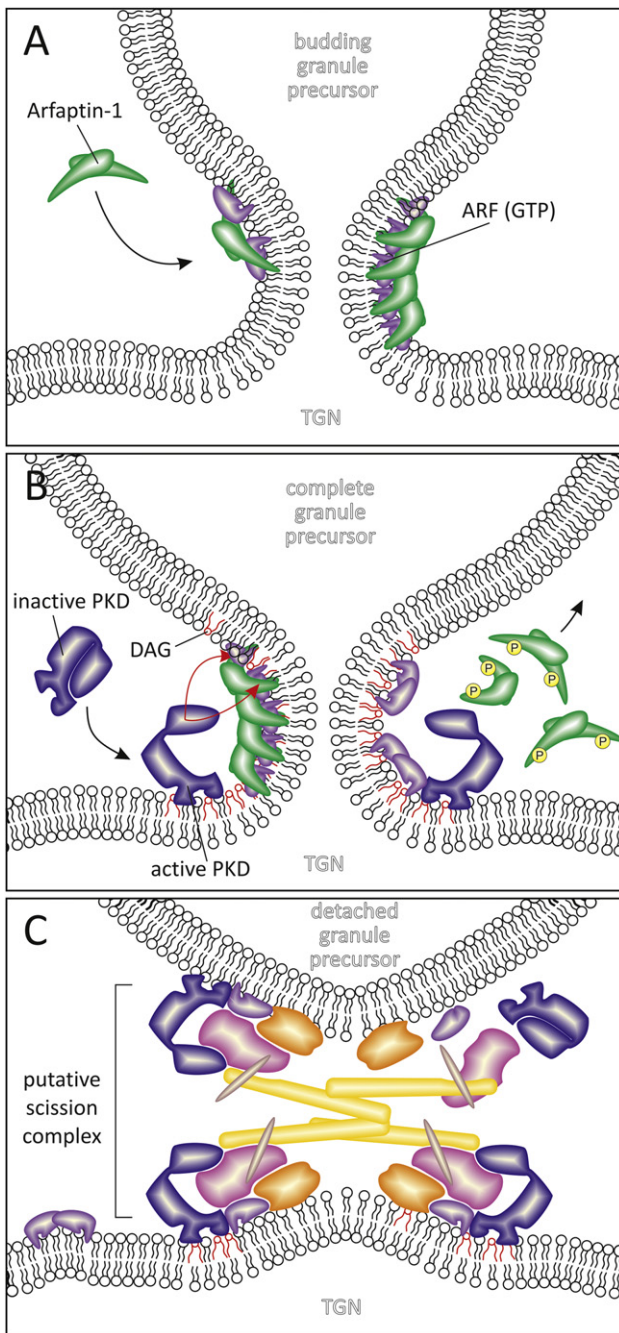 A
budding
granule
precursor
Arfaptin-1
ARF (GTP)
TGN
B
complete
granule
precursor
inactive PKD
DAG
P
P
P
P
P
active PKD
TGN
C
detached
granule
precursor
putative
scission
complex
TGN